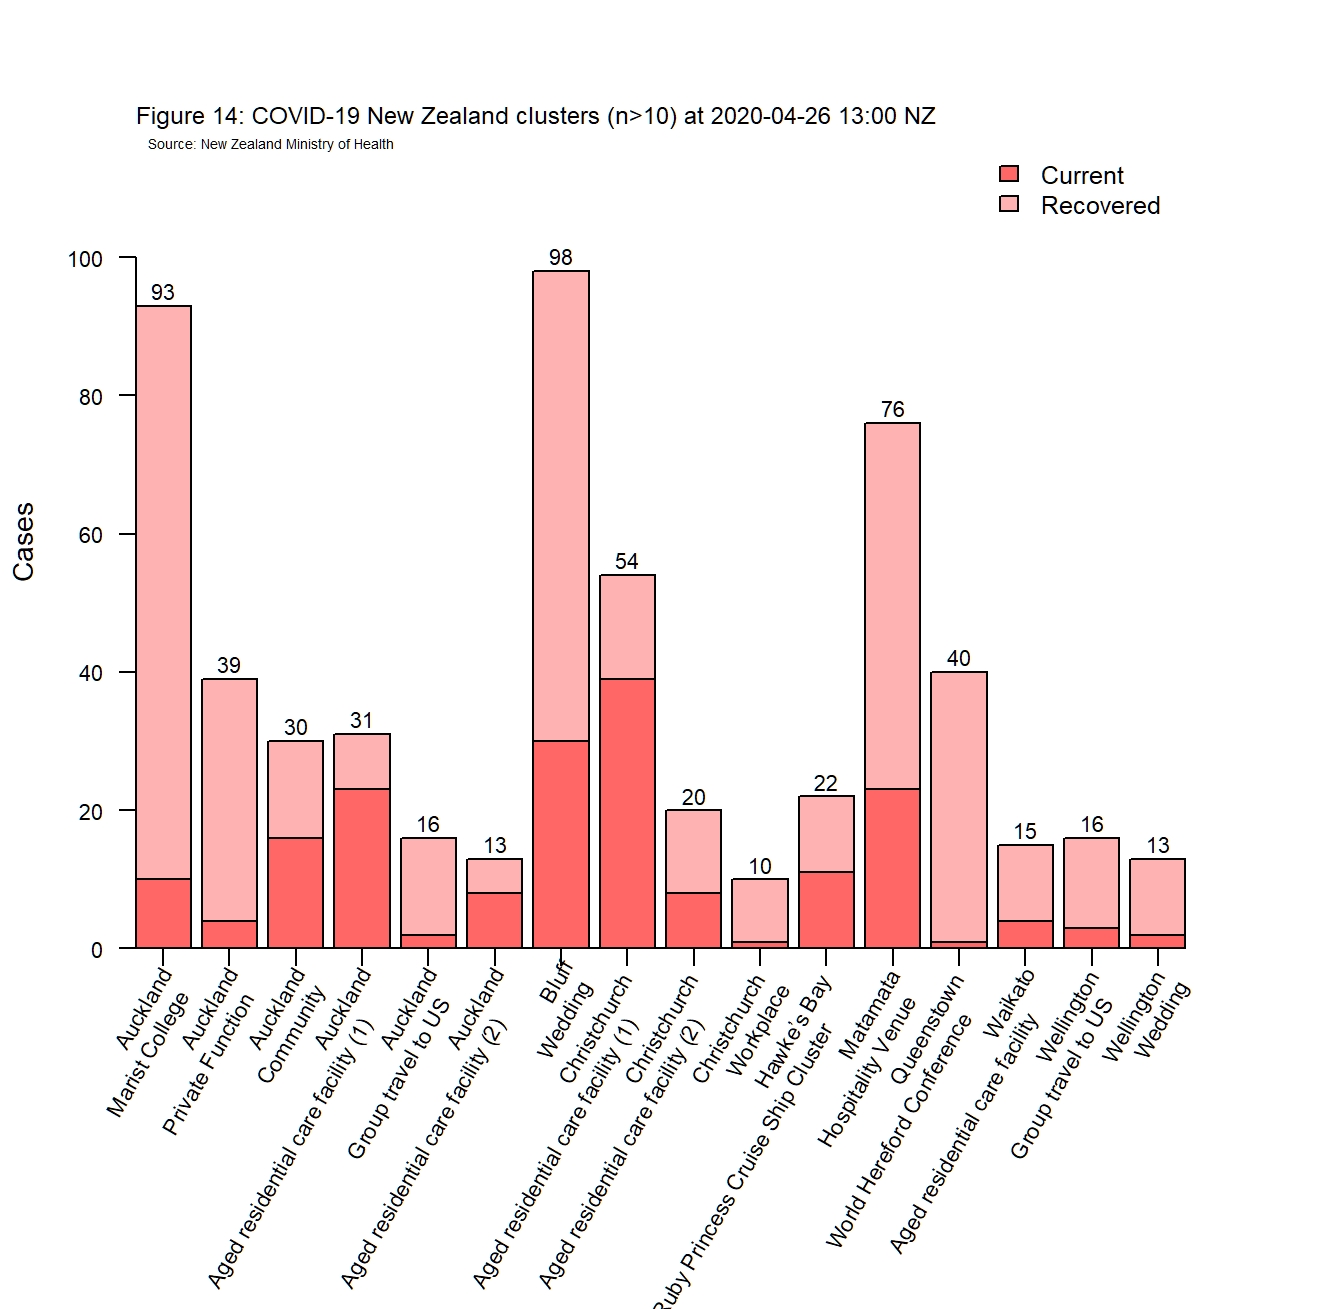 Figure 14: COVID-19 New Zealand clusters (n>10) at 2020-04-26 13:00 NZ
Source: New Zealand Ministry of Health
Current
Recovered
Cases
100
80
60
40
20
0
93
39
30
31
16
13
98
54
20
10
22
76
40
15
16
13
Auckland
Marist College
Auckland
Private Function
Auckland
Community
Auckland
Aged residential care facility (1)
Auckland
Group travel to US
Auckland
Aged residential care facility (2)
Bluff
Wedding
Christchurch
Aged residential care facility (1)
Christchurch
Aged residential care facility (2)
Christchurch
Workplace
Hawke's Bay
Ruby Princess Cruise Ship Cluster
Matamata
Hospitality Venue
Queenstown
World Hereford Conference
Waikato
Aged residential care facility
Wellington
Group travel to US
Wellington
Wedding